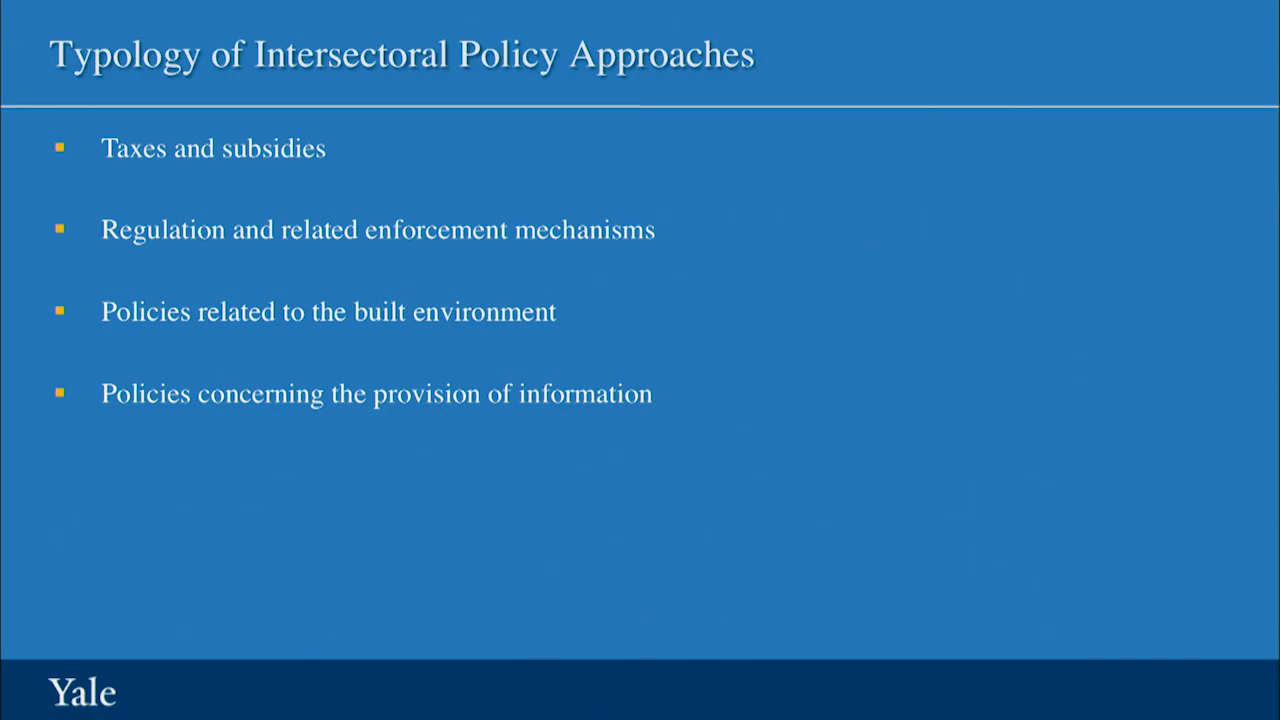 Typology of Intersectoral Policy Approaches
Taxes and subsidies
Regulation and related enforcement mechanisms
Policies related to the built environment
Policies concerning the provision of information
Yale